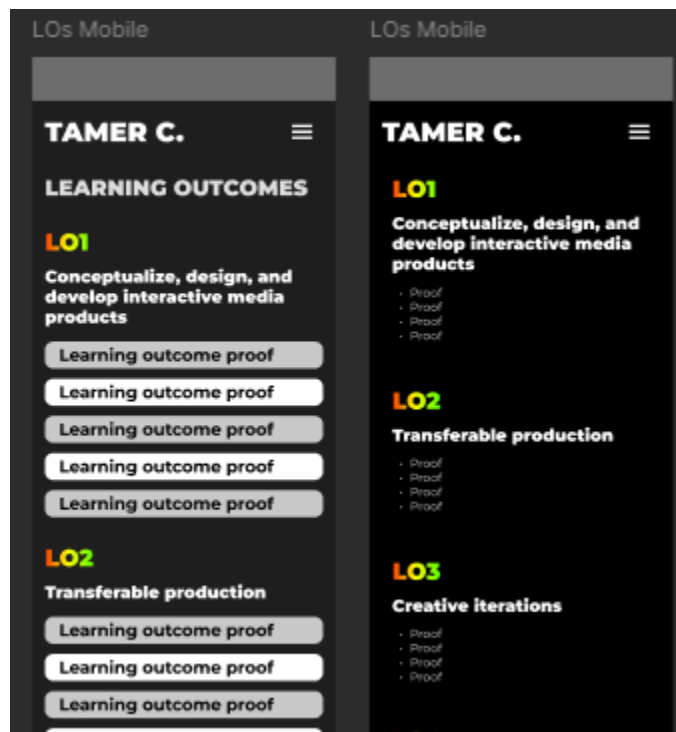 LOs Mobile
TAMER C.
LEARNING OUTCOMES
LO1
Conceptualize, design, and
develop interactive media
products
Learning outcome proof
Learning outcome proof
Learning outcome proof
Learning outcome proof
Learning outcome proof
LO2
Transferable production
Learning outcome proof
Learning outcome proof
Learning outcome proof
LOs Mobile
TAMER C.
LO1
Conceptualize, design, and
develop interactive media
products
• Proof
• Proof
• Proof
• Proof
LO2
Transferable production
• Proof
• Proof
• Proof
• Proof
LO3
Creative iterations
• Proof
• Proof
• Proof
• Proof